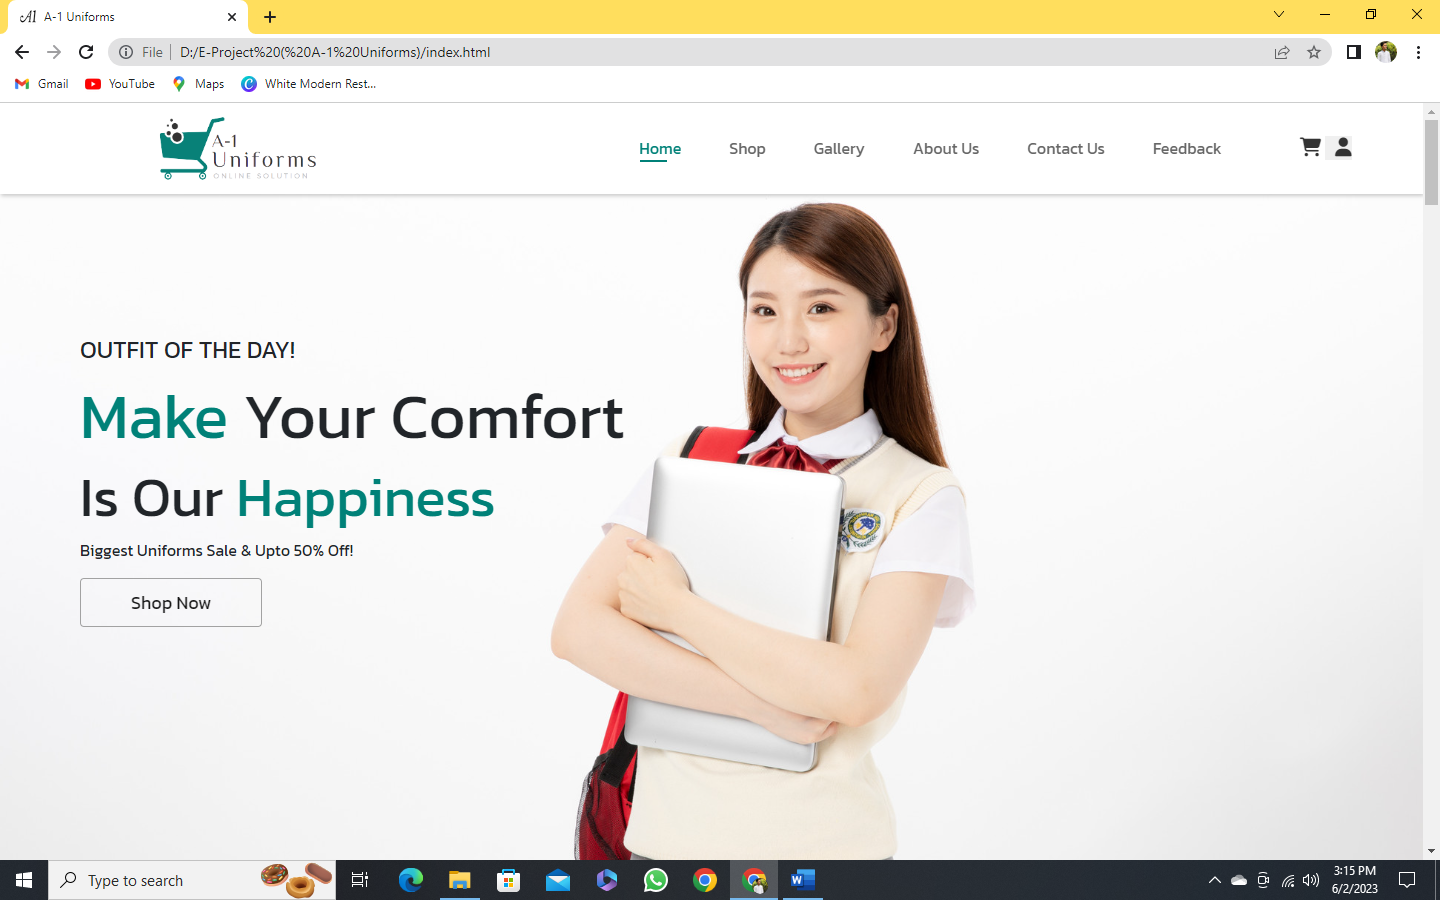 A1 A-1 Uniforms
File D:/E-Project%20(%20A-1%20Uniforms)/index.html
Gmail YouTube Maps White Modern Rest...
A-1
Uniforms
ONLINE SOLUTION
Home Shop Gallery About Us Contact Us Feedback
OUTFIT OF THE DAY!
Make Your Comfort
Is Our Happiness
Biggest Uniforms Sale & Upto 50% Off!
Shop Now
Type to search
3:15 PM
6/2/2023